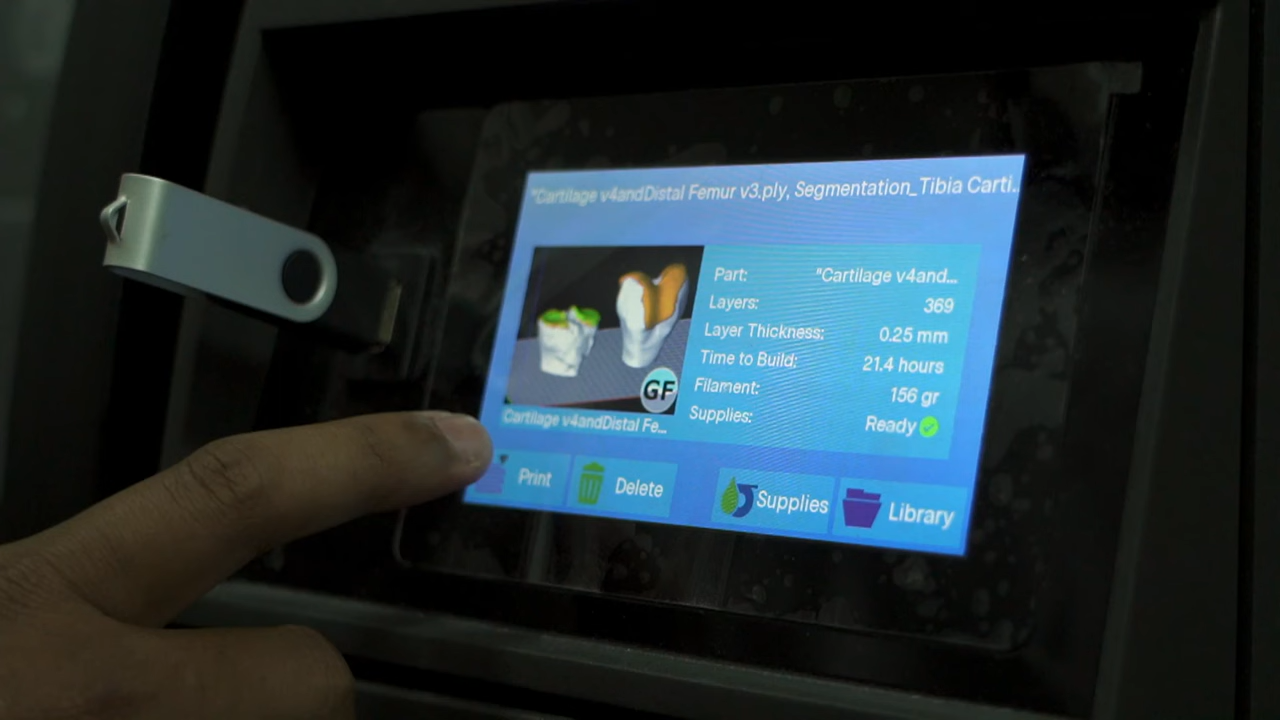 "Cartilage v4andDistal Femur v3.ply, Segmentation_Tibia Carti..
GF
Cartilage v4andDistal Fe...
Part: "Cartilage v4and...
Layers: 369
Layer Thickness: 0.25 mm
Time to Build: 21.4 hours
Filament: 156 gr
Supplies: Ready
Print Delete Supplies Library